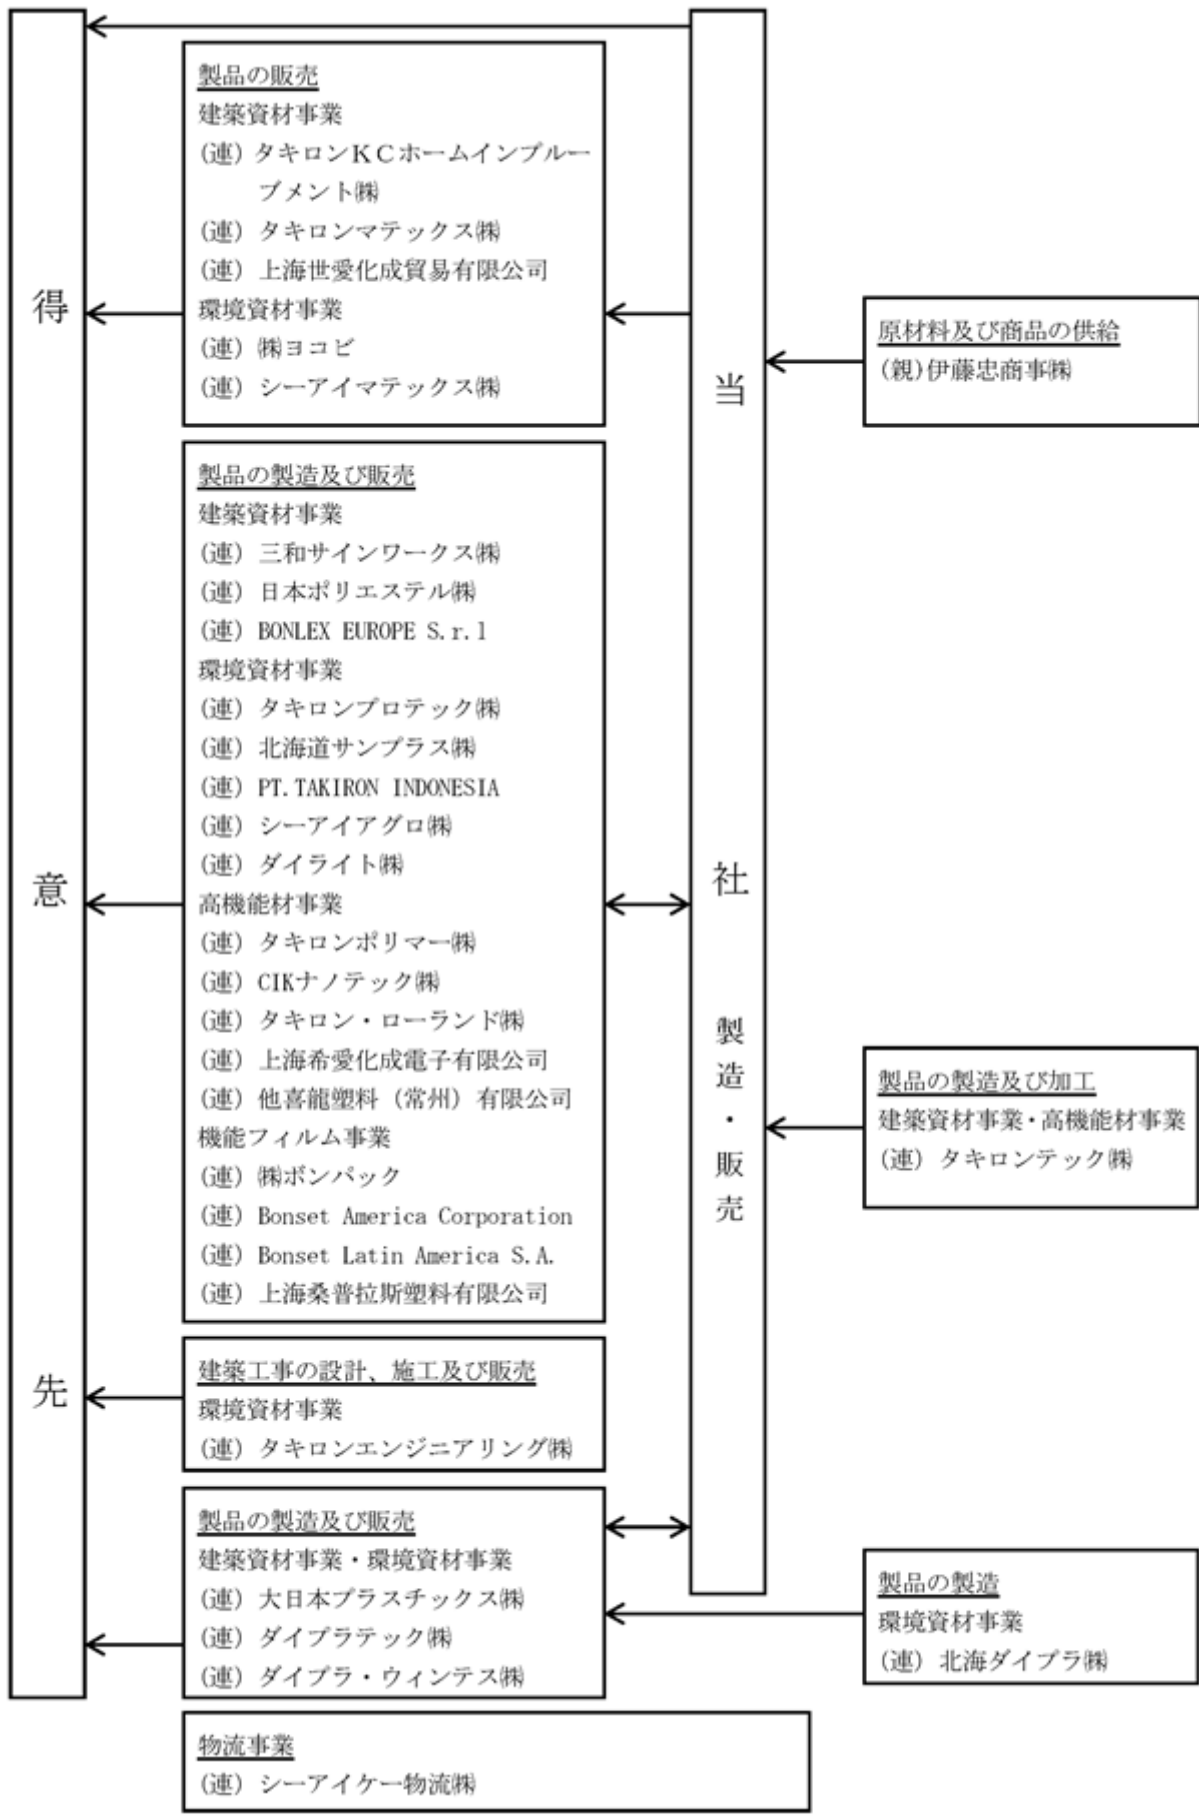 得意先
製品の販売
建築資材事業
(連) タキロンＫＣホームインプルー
ブメント㈱
(連) タキロンマテックス㈱
(連) 上海世愛化成貿易有限公司
環境資材事業
(連) ㈱ヨコビ
(連) シーアイマテックス㈱
製品の製造及び販売
建築資材事業
(連) 三和サインワークス㈱
(連) 日本ポリエステル㈱
(連) BONLEX EUROPE S.r.l
環境資材事業
(連) タキロンプロテック㈱
(連) 北海道サンプラス㈱
(連) PT.TAKIRON INDONESIA
(連) シーアイアグロ㈱
(連) ダイライト㈱
高機能材事業
(連) タキロンポリマー㈱
(連) CIKナノテック㈱
(連) タキロン・ローランド㈱
(連) 上海希愛化成電子有限公司
(連) 他喜龍塑料（常州）有限公司
機能フィルム事業
(連) ㈱ボンパック
(連) Bonset America Corporation
(連) Bonset Latin America S.A.
(連) 上海桑普拉斯塑料有限公司
建築工事の設計、施工及び販売
環境資材事業
(連) タキロンエンジニアリング㈱
製品の製造及び販売
建築資材事業・環境資材事業
(連) 大日本プラスチックス㈱
(連) ダイプラテック㈱
(連) ダイプラ・ウィンテス㈱
物流事業
(連) シーアイケー物流㈱
当社 製造・販売
原材料及び商品の供給
(親)伊藤忠商事㈱
製品の製造及び加工
建築資材事業・高機能材事業
(連) タキロンテック㈱
製品の製造
環境資材事業
(連) 北海ダイプラ㈱